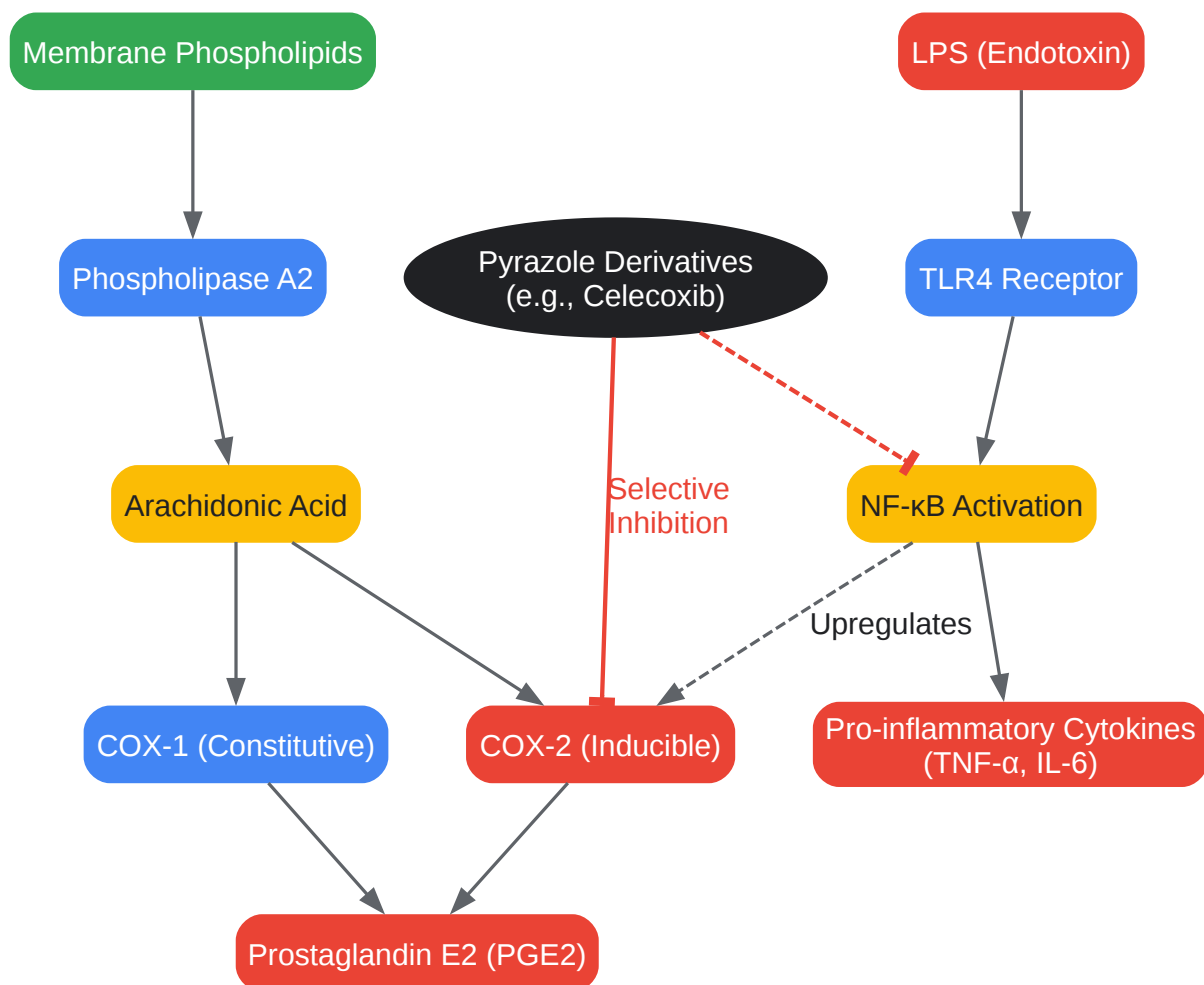 Membrane Phospholipids
LPS (Endotoxin)
Phospholipase A2
Pyrazole Derivatives
(e.g., Celecoxib)
TLR4 Receptor
Arachidonic Acid
Selective
Inhibition
NF-κB Activation
Upregulates
COX-1 (Constitutive)
COX-2 (Inducible)
Pro-inflammatory Cytokines
(TNF-α, IL-6)
Prostaglandin E2 (PGE2)